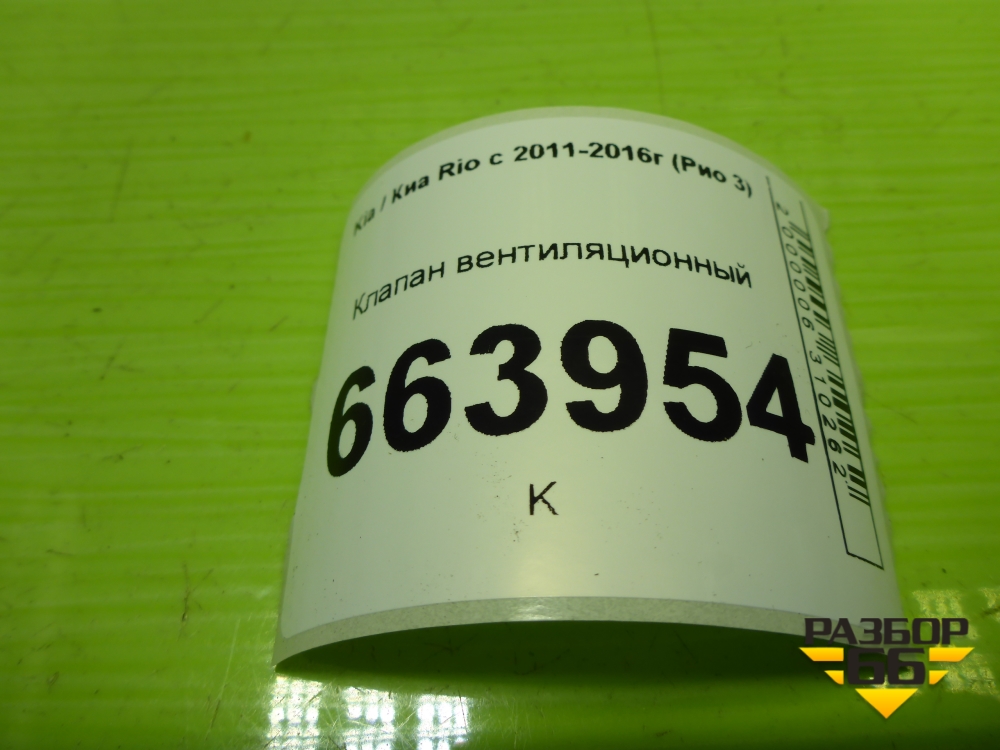 Kia / Киа Rio с 2011-2016г (Рио 3)
Клапан вентиляционный
663954
К
2000006310262
РАЗБОР
66